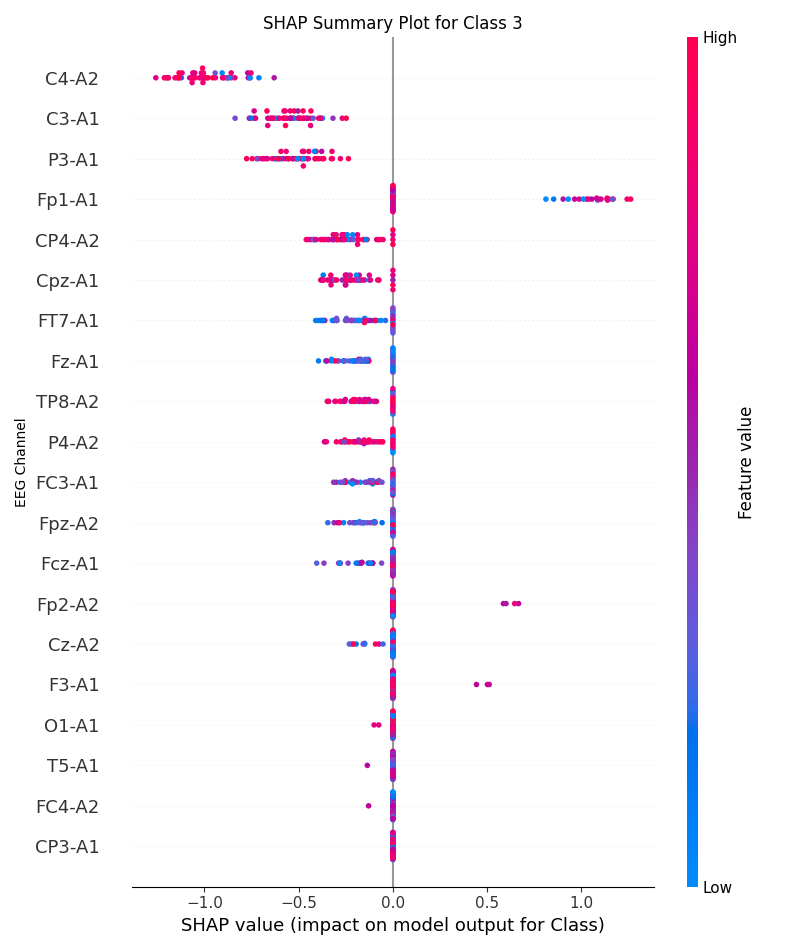 SHAP Summary Plot for Class 3
High
C4-A2
C3-A1
P3-A1
Fp1-A1
CP4-A2
Cpz-A1
FT7-A1
Fz-A1
TP8-A2
P4-A2
FC3-A1
Fpz-A2
Fcz-A1
Fp2-A2
Cz-A2
F3-A1
O1-A1
T5-A1
FC4-A2
CP3-A1
EEG Channel
Feature value
Low
−1.0 −0.5 0.0 0.5 1.0
SHAP value (impact on model output for Class)